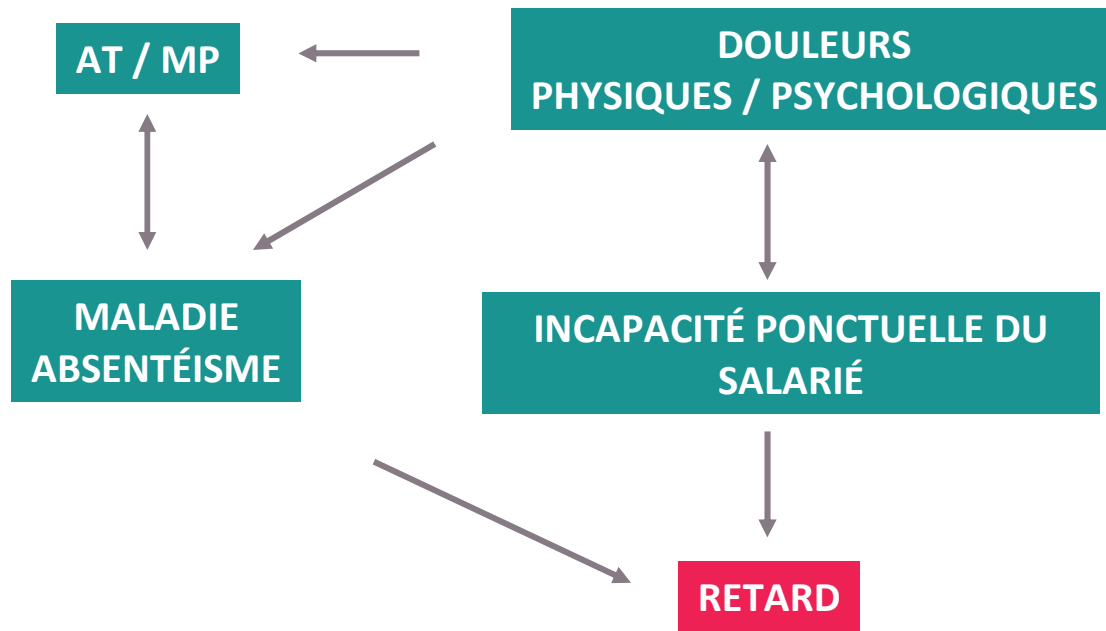 AT / MP
DOULEURS
PHYSIQUES / PSYCHOLOGIQUES
MALADIE
ABSENTÉISME
INCAPACITÉ PONCTUELLE DU
SALARIÉ
RETARD